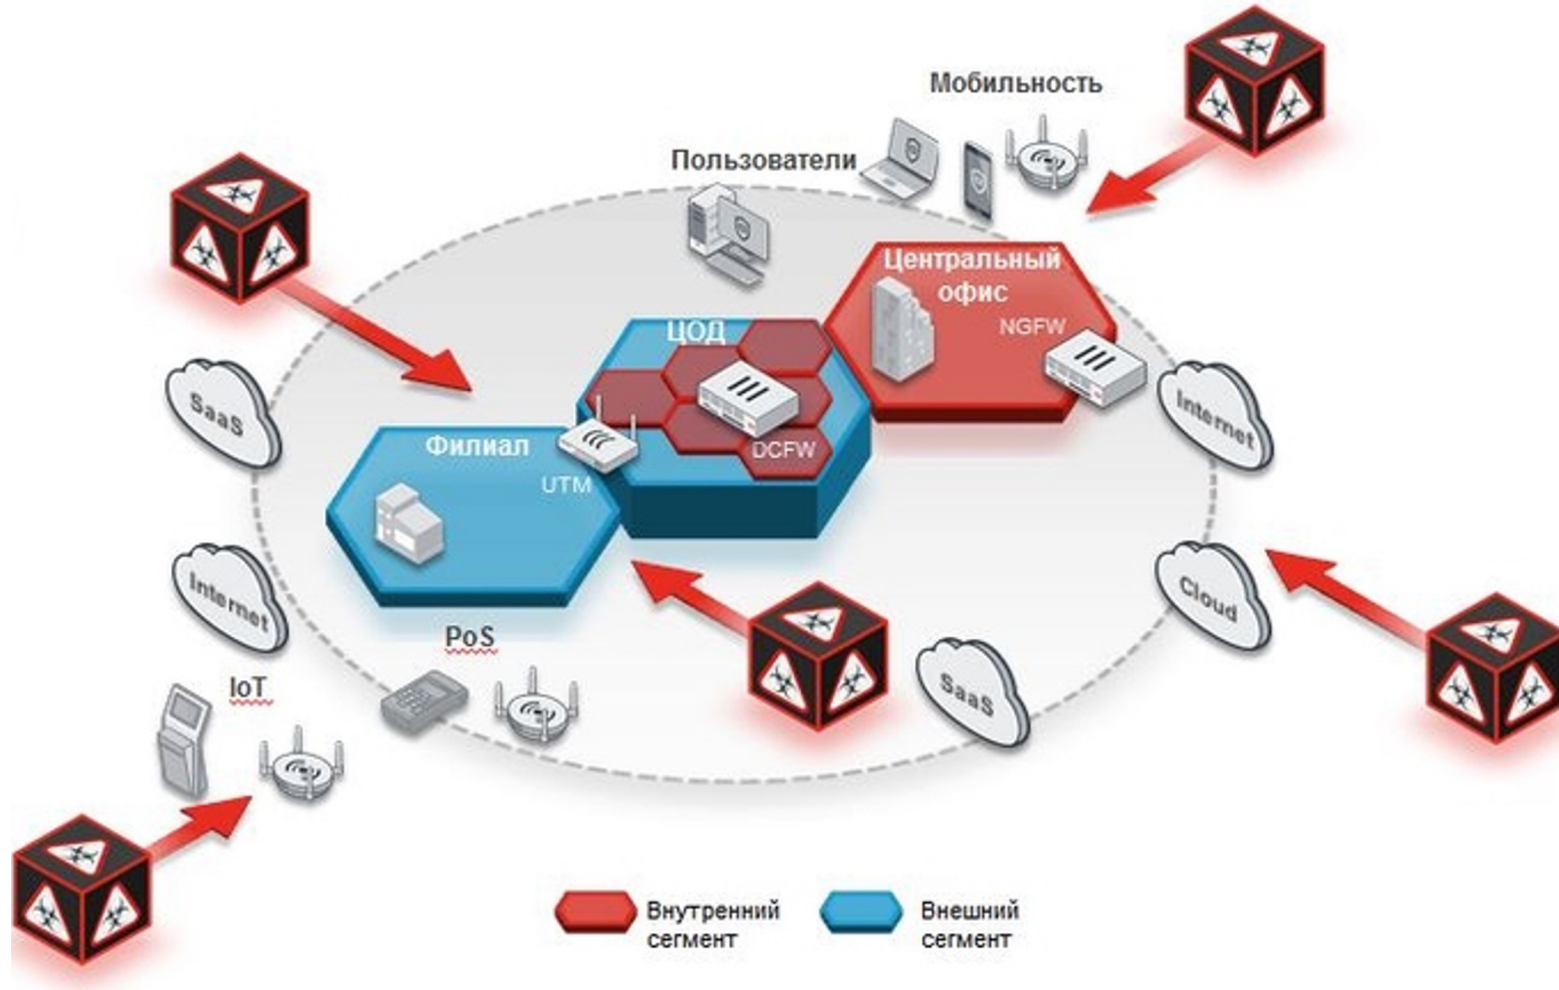 Мобильность
Пользователи
Центральный
офис
NGFW
ЦОД
DCFW
SaaS
Internet
Филиал
UTM
Internet
Cloud
PoS
SaaS
IoT
Внутренний
сегмент
Внешний
сегмент